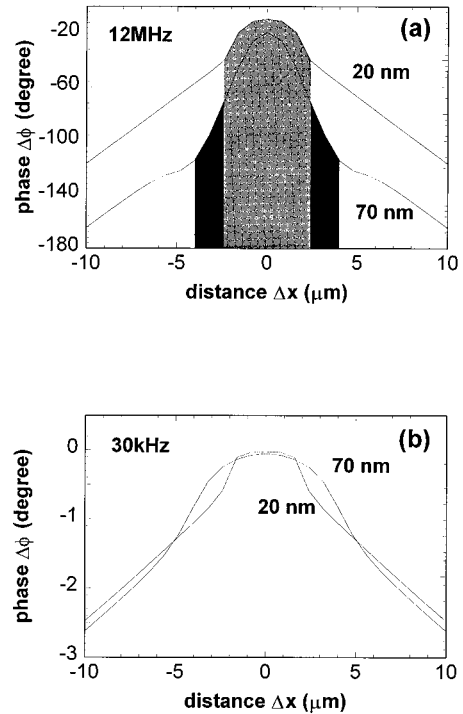 -20
-60
-100
-140
-180
12MHz
(a)
20 nm
70 nm
phase Δϕ (degree)
-10 -5 0 5 10
distance Δx (μm)
0
-1
-2
-3
30kHz
(b)
70 nm
20 nm
phase Δϕ (degree)
-10 -5 0 5 10
distance Δx (μm)